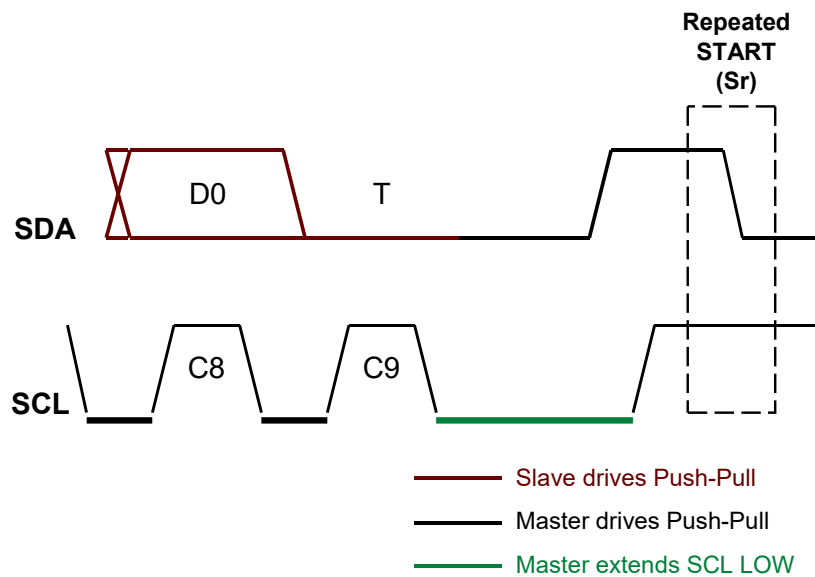 Repeated
START
(Sr)
D0
T
SDA
C8
C9
SCL
Slave drives Push-Pull
Master drives Push-Pull
Master extends SCL LOW